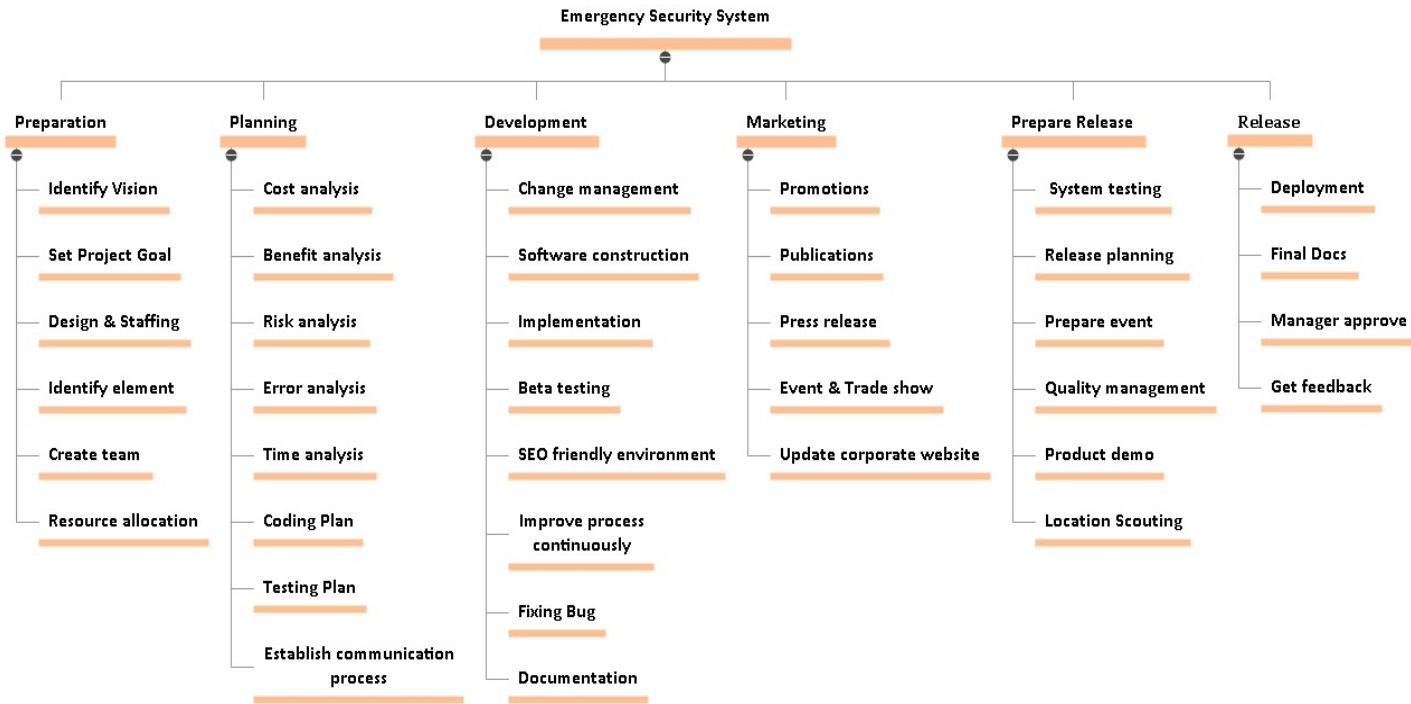 Emergency Security System
Preparation
Identify Vision
Set Project Goal
Design & Staffing
Identify element
Create team
Resource allocation
Planning
Cost analysis
Benefit analysis
Risk analysis
Error analysis
Time analysis
Coding Plan
Testing Plan
Establish communication
process
Development
Change management
Software construction
Implementation
Beta testing
SEO friendly environment
Improve process
continuously
Fixing Bug
Documentation
Marketing
Promotions
Publications
Press release
Event & Trade show
Update corporate website
Prepare Release
System testing
Release planning
Prepare event
Quality management
Product demo
Location Scouting
Release
Deployment
Final Docs
Manager approve
Get feedback